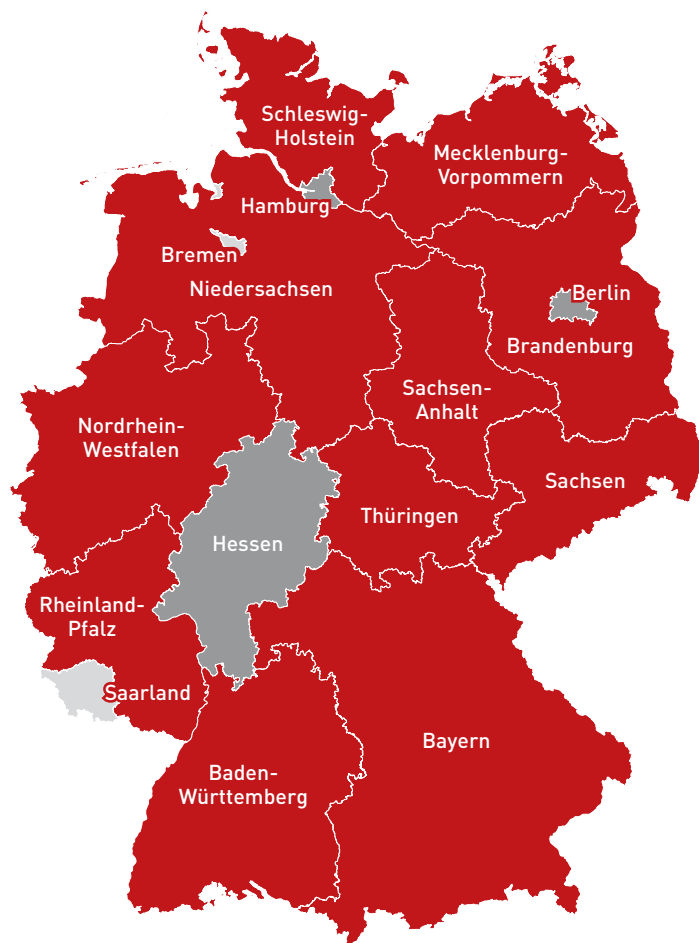 Schleswig-
Holstein
Mecklenburg-
Vorpommern
Hamburg
Bremen
Niedersachsen
Berlin
Brandenburg
Sachsen-
Anhalt
Nordrhein-
Westfalen
Sachsen
Thüringen
Hessen
Rheinland-
Pfalz
Saarland
Bayern
Baden-
Württemberg